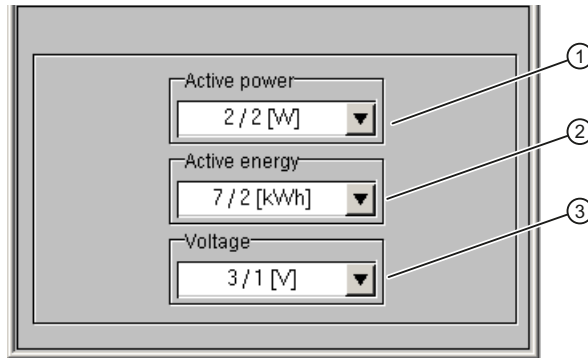 Active power
2 / 2 [W]
1
Active energy
7 / 2 [kWh]
2
Voltage
3 / 1 [V]
3